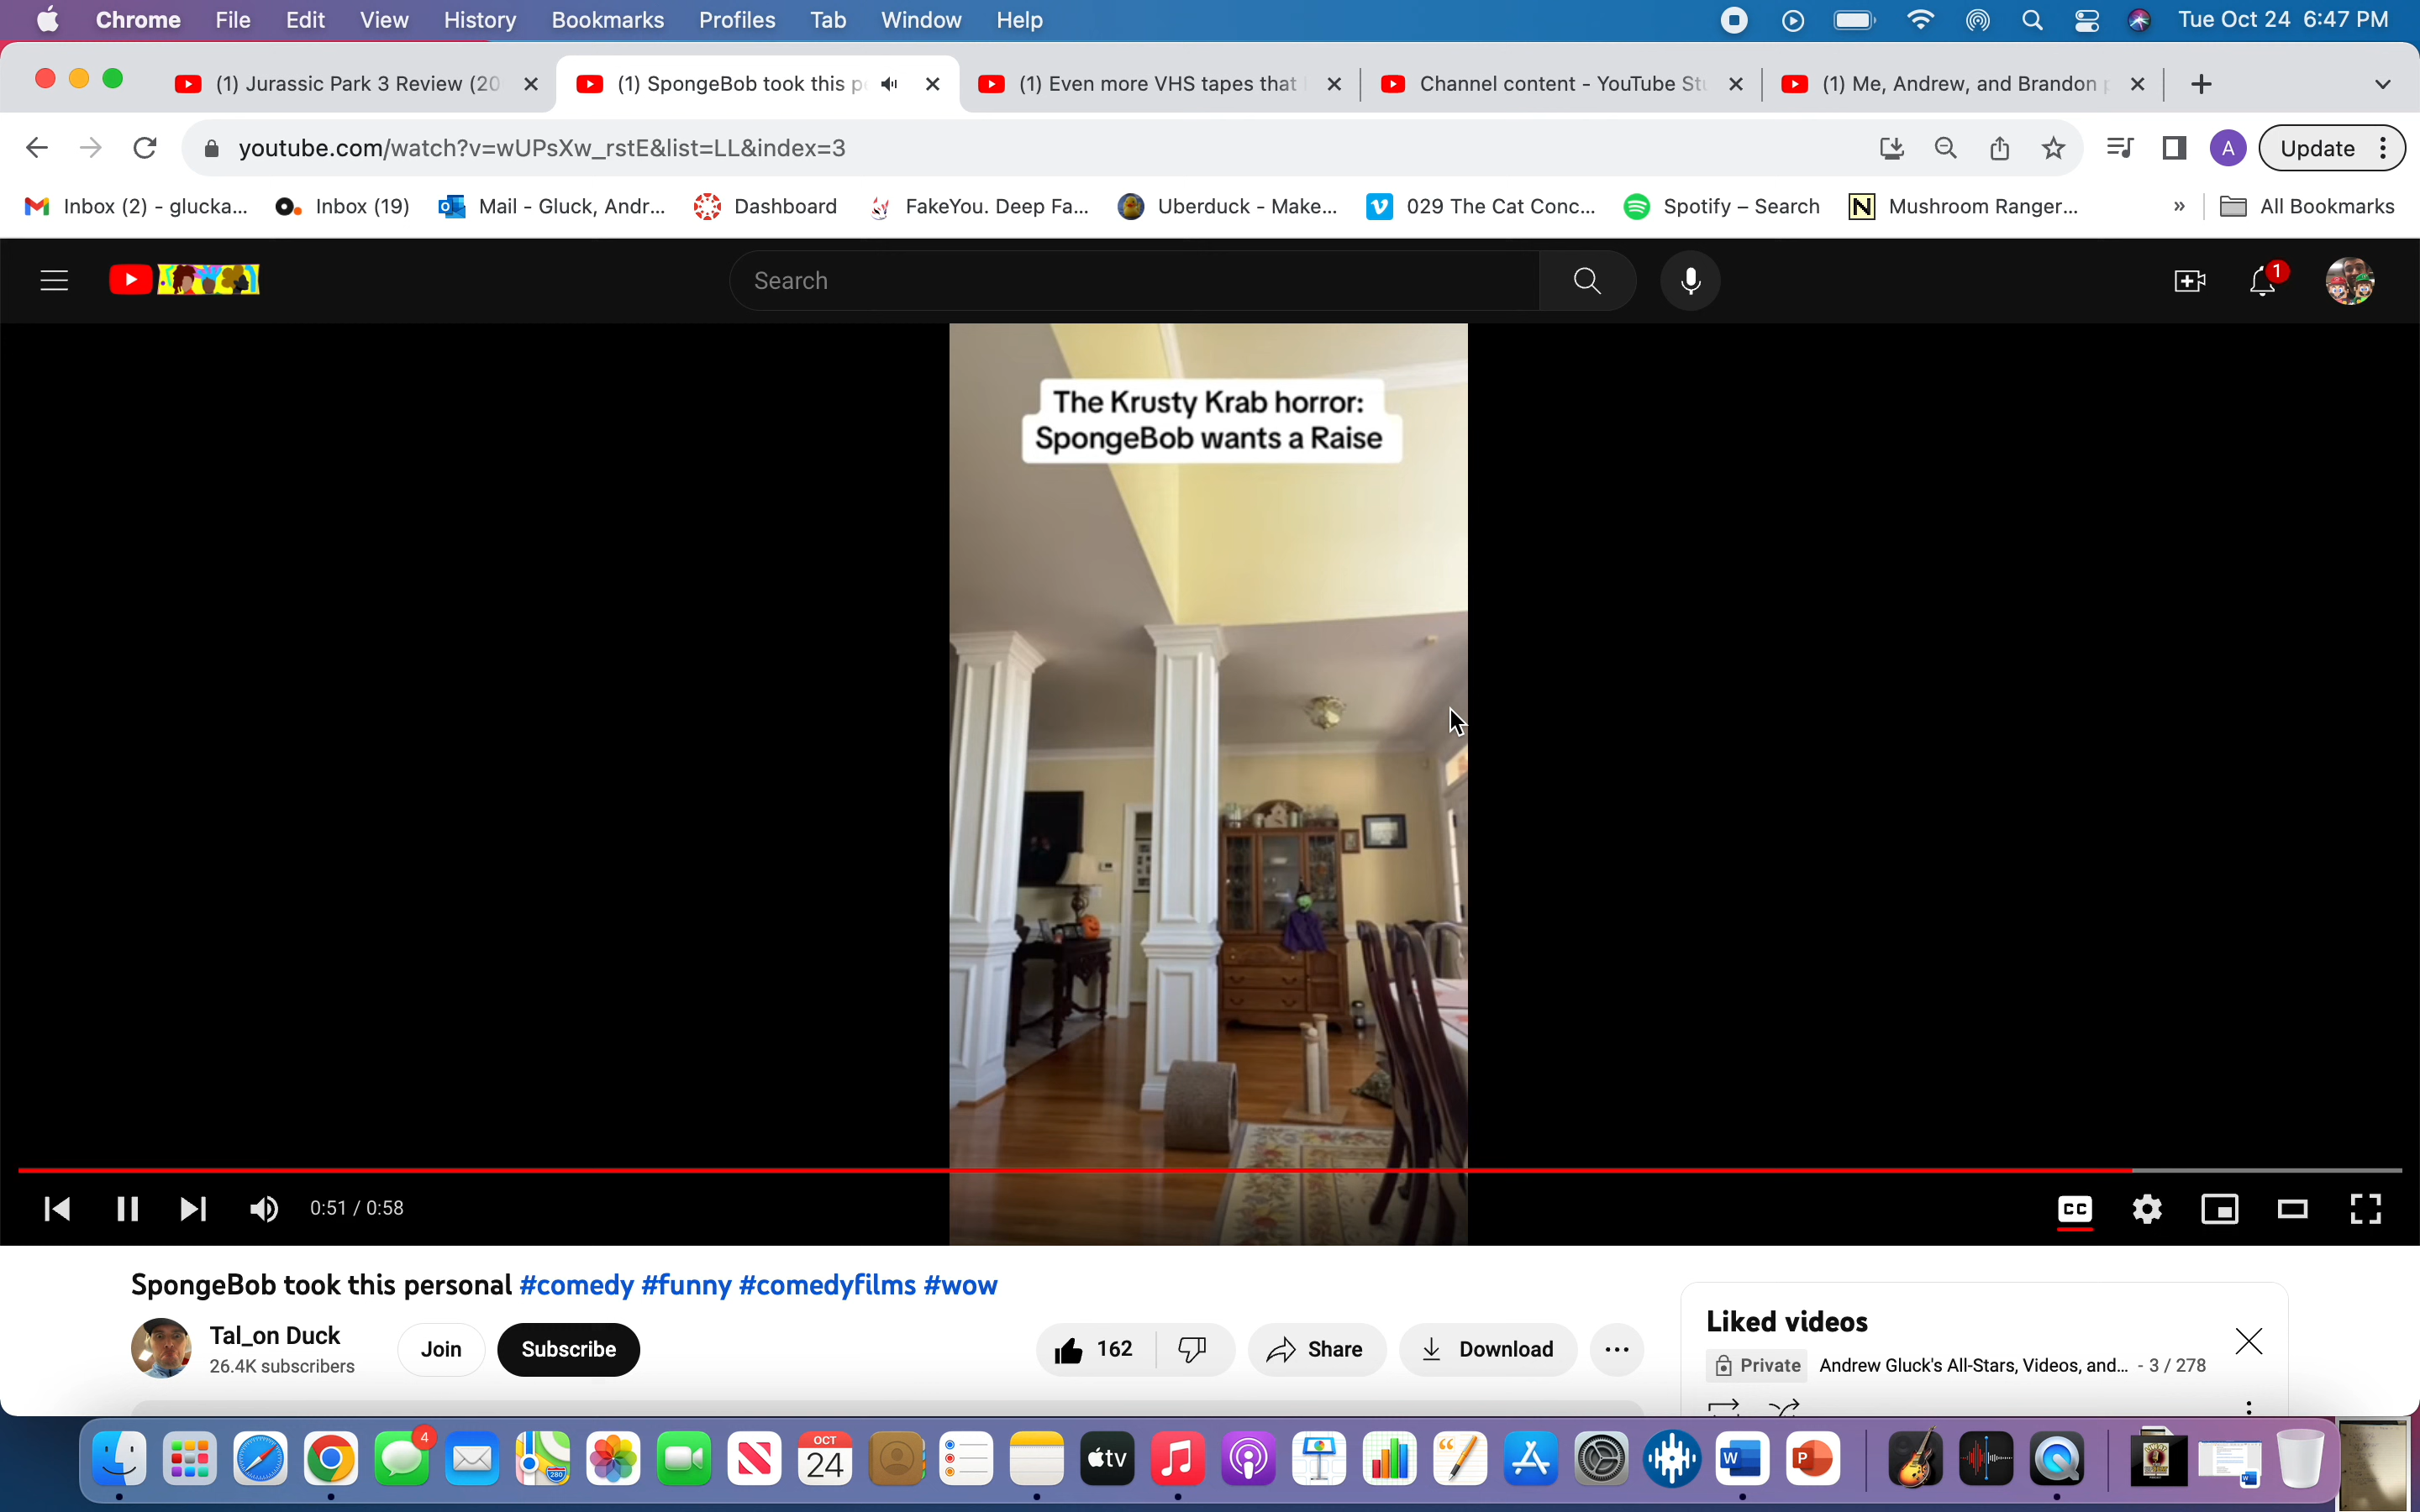 Chrome File Edit View History Bookmarks Profiles Tab Window Help Tue Oct 24 6:47 PM
(1) Jurassic Park 3 Review (20 (1) SpongeBob took this p (1) Even more VHS tapes that Channel content - YouTube St (1) Me, Andrew, and Brandon
youtube.com/watch?v=wUPsXw_rstE&list=LL&index=3 A Update
Inbox (2) - glucka... Inbox (19) Mail - Gluck, Andr... Dashboard FakeYou. Deep Fa... Uberduck - Make... 029 The Cat Conc... Spotify – Search Mushroom Ranger... » All Bookmarks
Search 1
The Krusty Krab horror:
SpongeBob wants a Raise
0:51 / 0:58 CC
SpongeBob took this personal #comedy #funny #comedyfilms #wow
Tal_on Duck
26.4K subscribers
Join Subscribe 162 Share Download
Liked videos
Private Andrew Gluck's All-Stars, Videos, and... - 3 / 278
4 280 OCT 24 tv W P